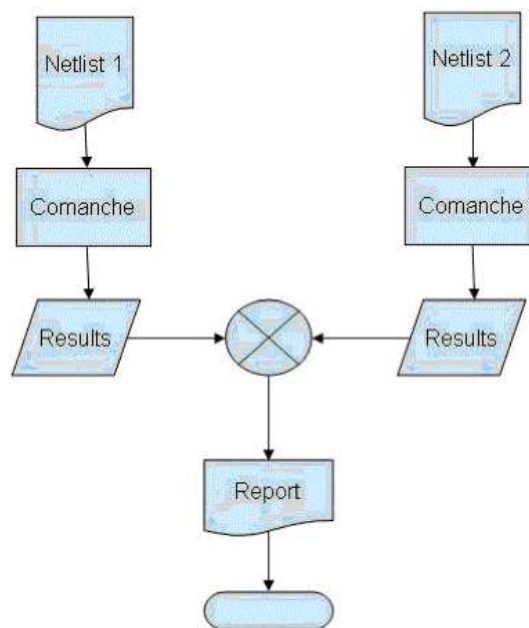 Netlist 1
Netlist 2
Comanche
Comanche
Results
Results
Report